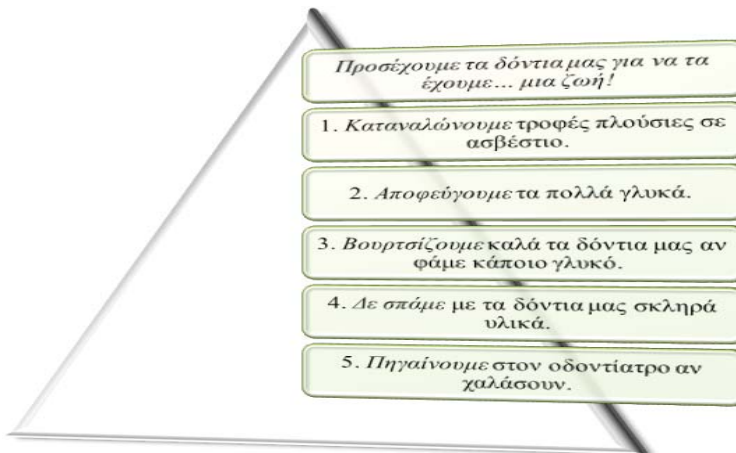 Προσέχουμε τα δόντια μας για να τα
έχουμε... μια ζωή!
1. Καταναλώνουμε τροφές πλούσιες σε
ασβέστιο.
2. Αποφεύγουμε τα πολλά γλυκά.
3. Βουρτσίζουμε καλά τα δόντια μας αν
φάμε κάποιο γλυκό.
4. Δε σπάμε με τα δόντια μας σκληρά
υλικά.
5. Πηγαίνουμε στον οδοντίατρο αν
χαλάσουν.